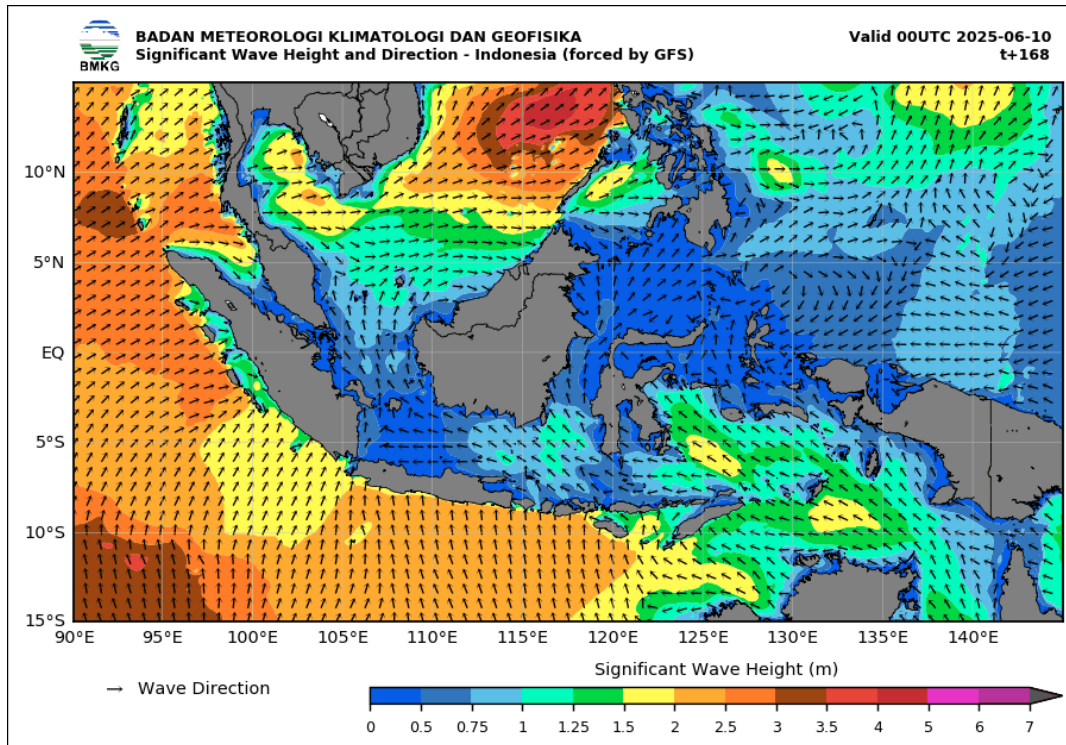 BADAN METEOROLOGI KLIMATOLOGI DAN GEOFISIKA
Valid 00UTC 2025-06-10
Significant Wave Height and Direction - Indonesia (forced by GFS)
t+168
BMKG
10°N
5°N
EQ
5°S
10°S
15°S
90°E 95°E 100°E 105°E 110°E 115°E 120°E 125°E 130°E 135°E 140°E
Significant Wave Height (m)
Wave Direction
0 0.5 0.75 1 1.25 1.5 2 2.5 3 3.5 4 5 6 7